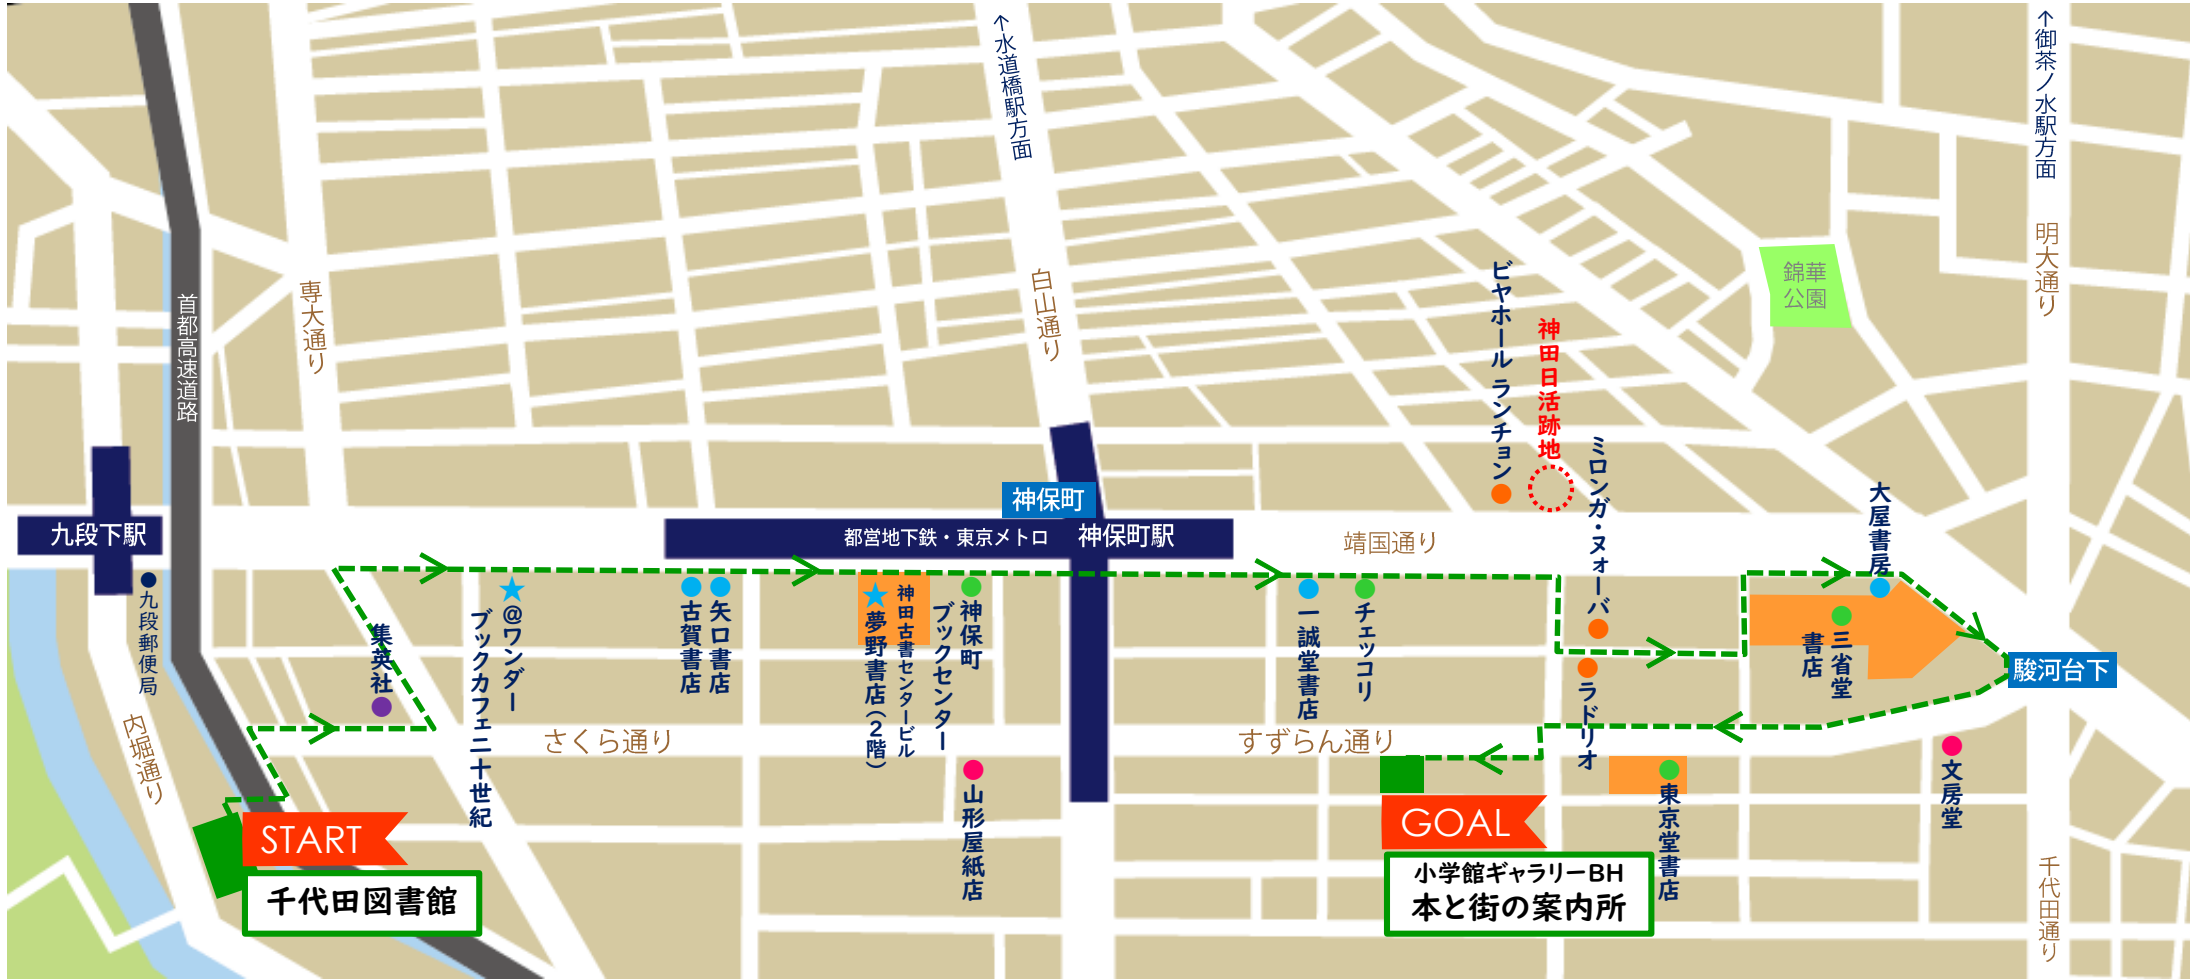 ↑水道橋駅方面
↑御茶ノ水駅方面
明大通り
錦華
公園
首都高速道路
専大通り
白山通り
ビヤホール ランチョン
神田日活跡地
ミロンガ・ヌォーバ
大屋書房
神保町
九段下駅
都営地下鉄・東京メトロ
神保町駅
靖国通り
九段郵便局
集英社
@ワンダー
ブックカフェ二十世紀
矢口書店
古賀書店
神田古書センタービル
夢野書店(2階)
神保町
ブックセンター
一誠堂書店
チェッコリ
ラドリオ
三省堂
書店
駿河台下
内堀通り
さくら通り
すずらん通り
山形屋紙店
東京堂書店
文房堂
START
千代田図書館
GOAL
小学館ギャラリーBH
本と街の案内所
千代田通り